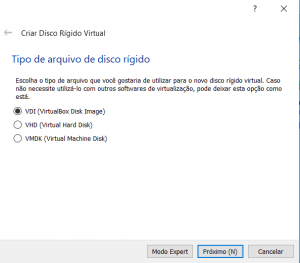 ?
Criar Disco Rígido Virtual
Tipo de arquivo de disco rígido
Escolha o tipo de arquivo que você gostaria de utilizar para o novo disco rígido virtual. Caso
não necessite utilizá-lo com outros softwares de virtualização, pode deixar esta opção como
está.
VDI (VirtualBox Disk Image)
VHD (Virtual Hard Disk)
VMDK (Virtual Machine Disk)
Modo Expert Próximo (N) Cancelar